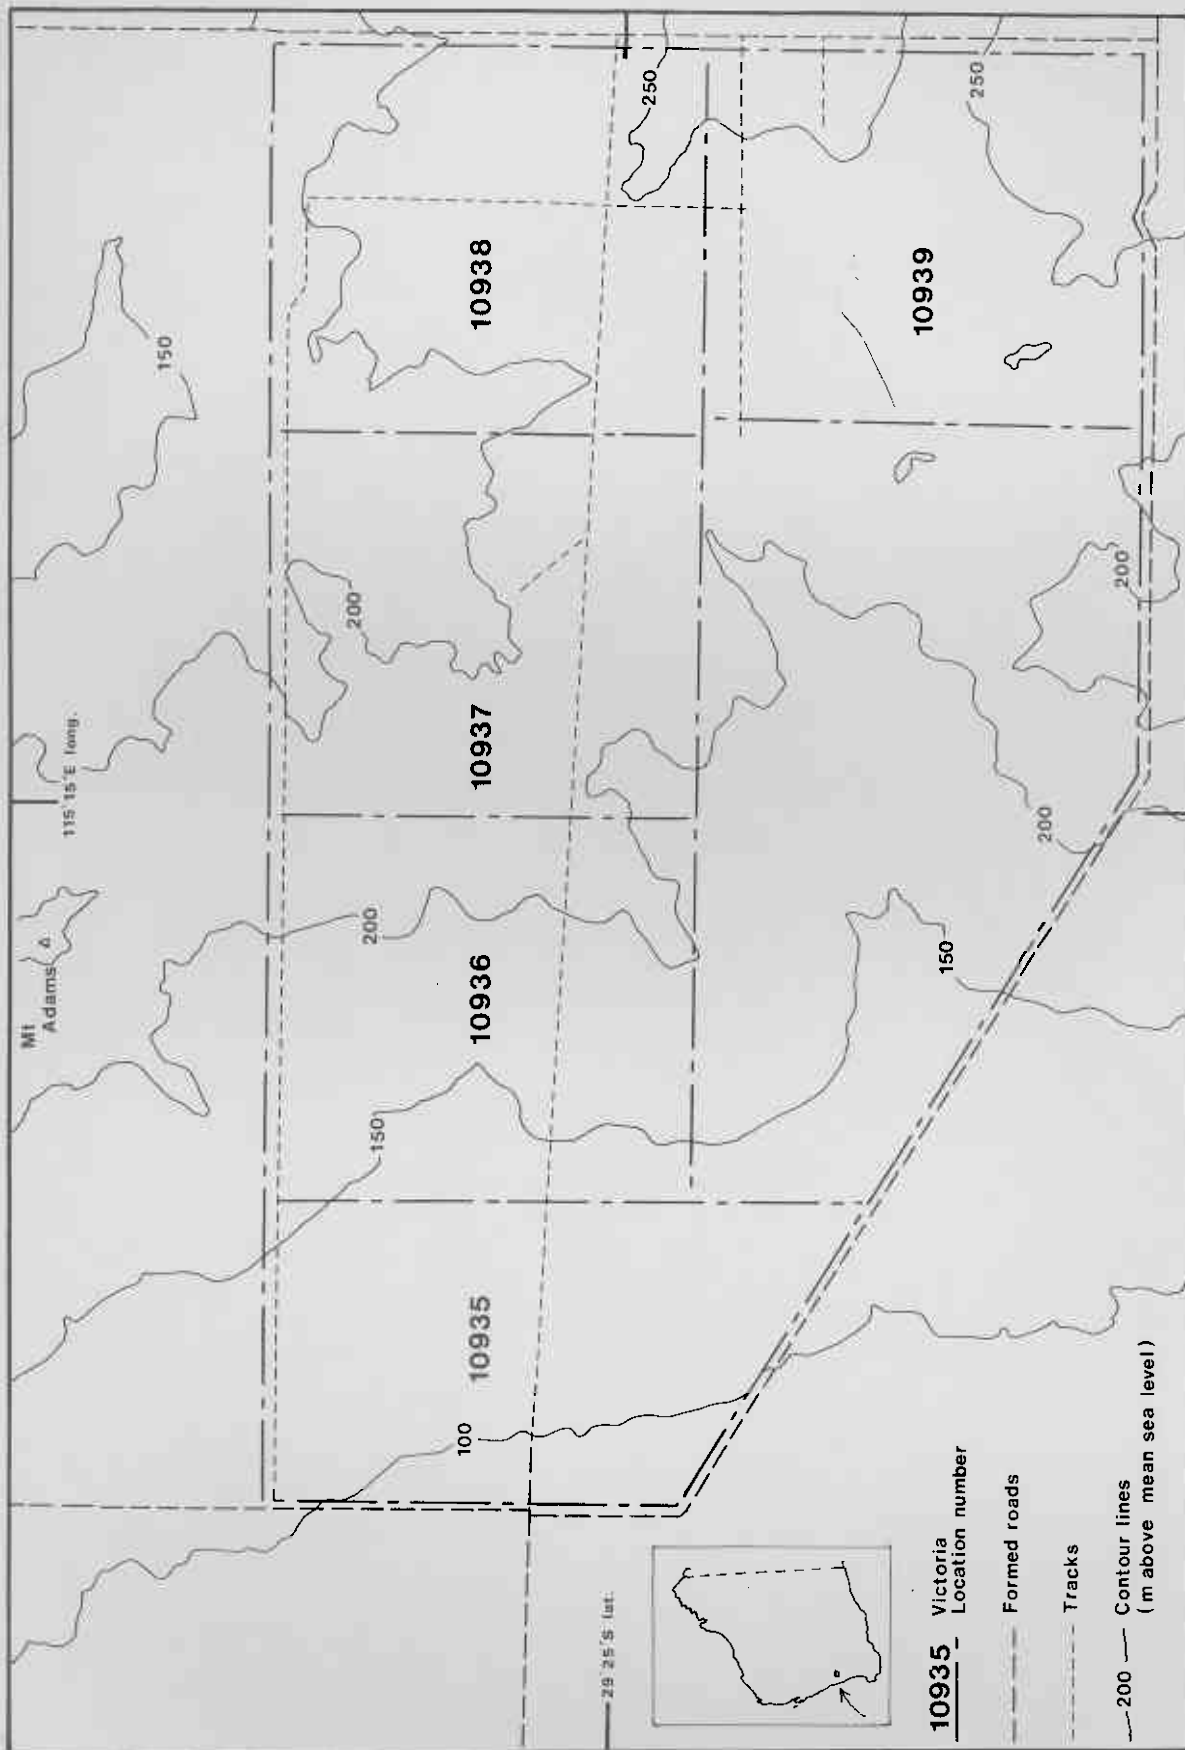 Mt
Adams
115°15'E long.
150
250
250
200
200
150
200
200
150
100
10938
10939
10937
10936
10935
29°25'S lat.
10935 Victoria
Location number
Formed roads
Tracks
200 Contour lines
(m above mean sea level)